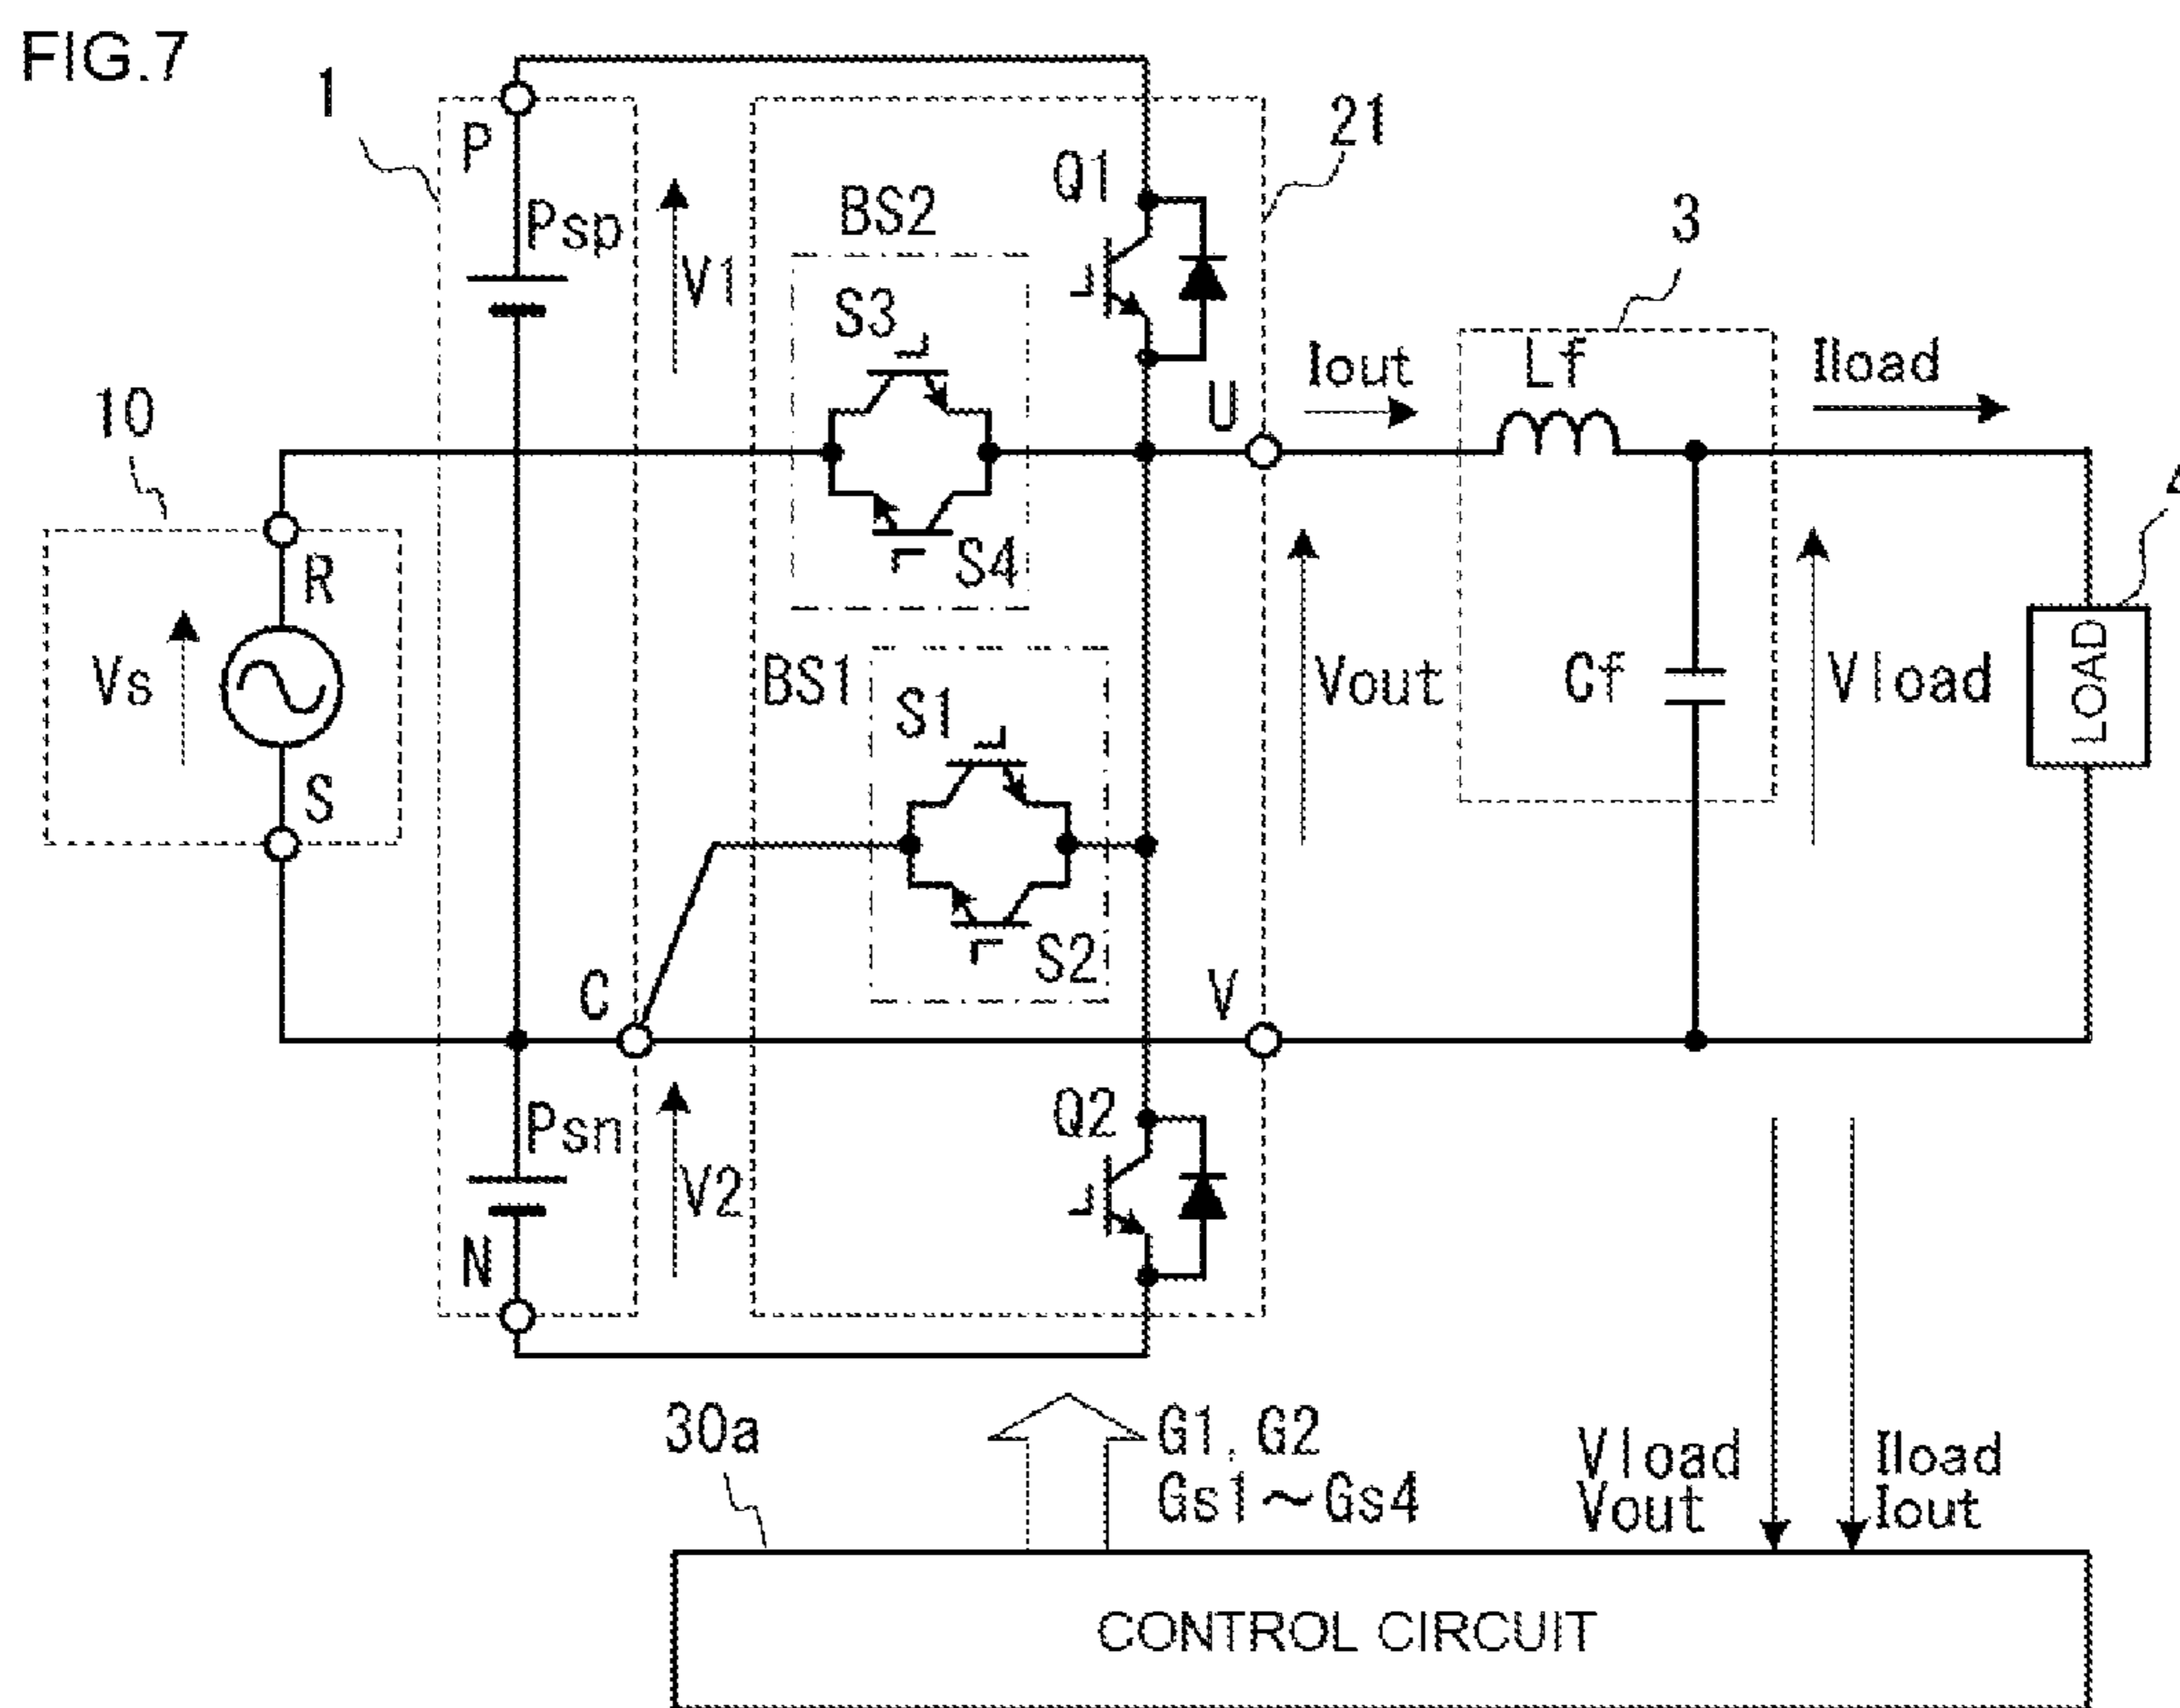 FIG.7
1
P
Psp
V1
BS2
Q1
21
3
S3
S4
U
Iout
Lf
Iload
10
R
Vs
S
BS1
S1
S2
Vout
Cf
Vload
LOAD
C
V
Psn
V2
N
Q2
30a
G1, G2
Gs1~Gs4
Vload
Vout
Iload
Iout
CONTROL CIRCUIT